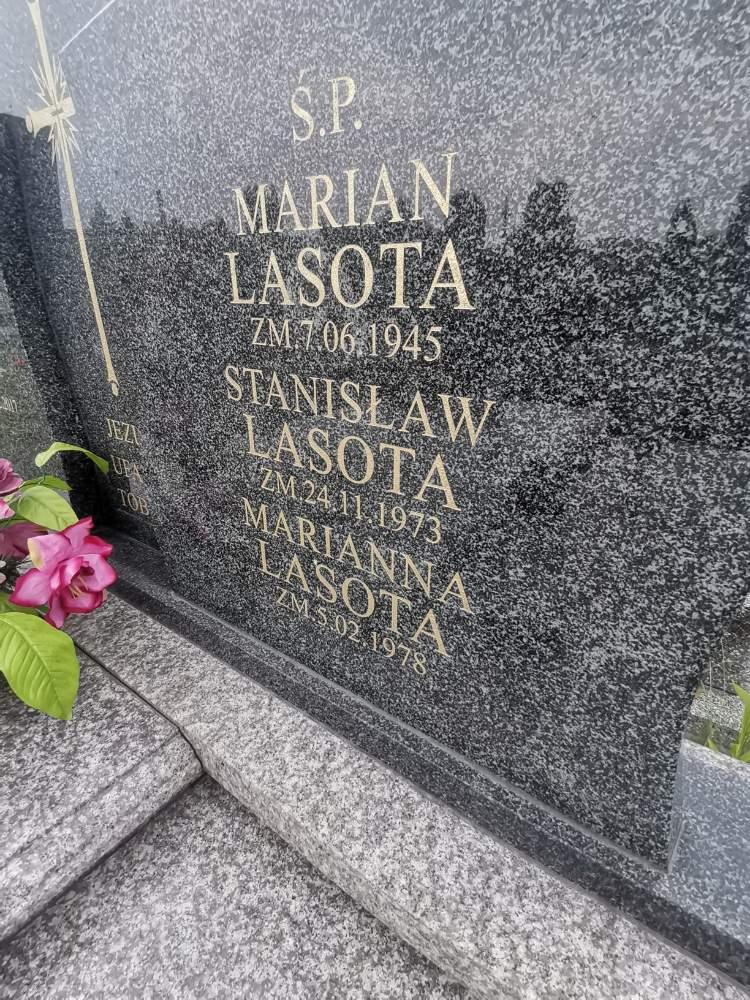 Ś.P.
MARIAN
LASOTA
ZM.7.06.1945
STANISŁAW
LASOTA
ZM.24.11.1973
MARIANNA
LASOTA
ZM.5.02.1978
JEZU
UFA
TOB